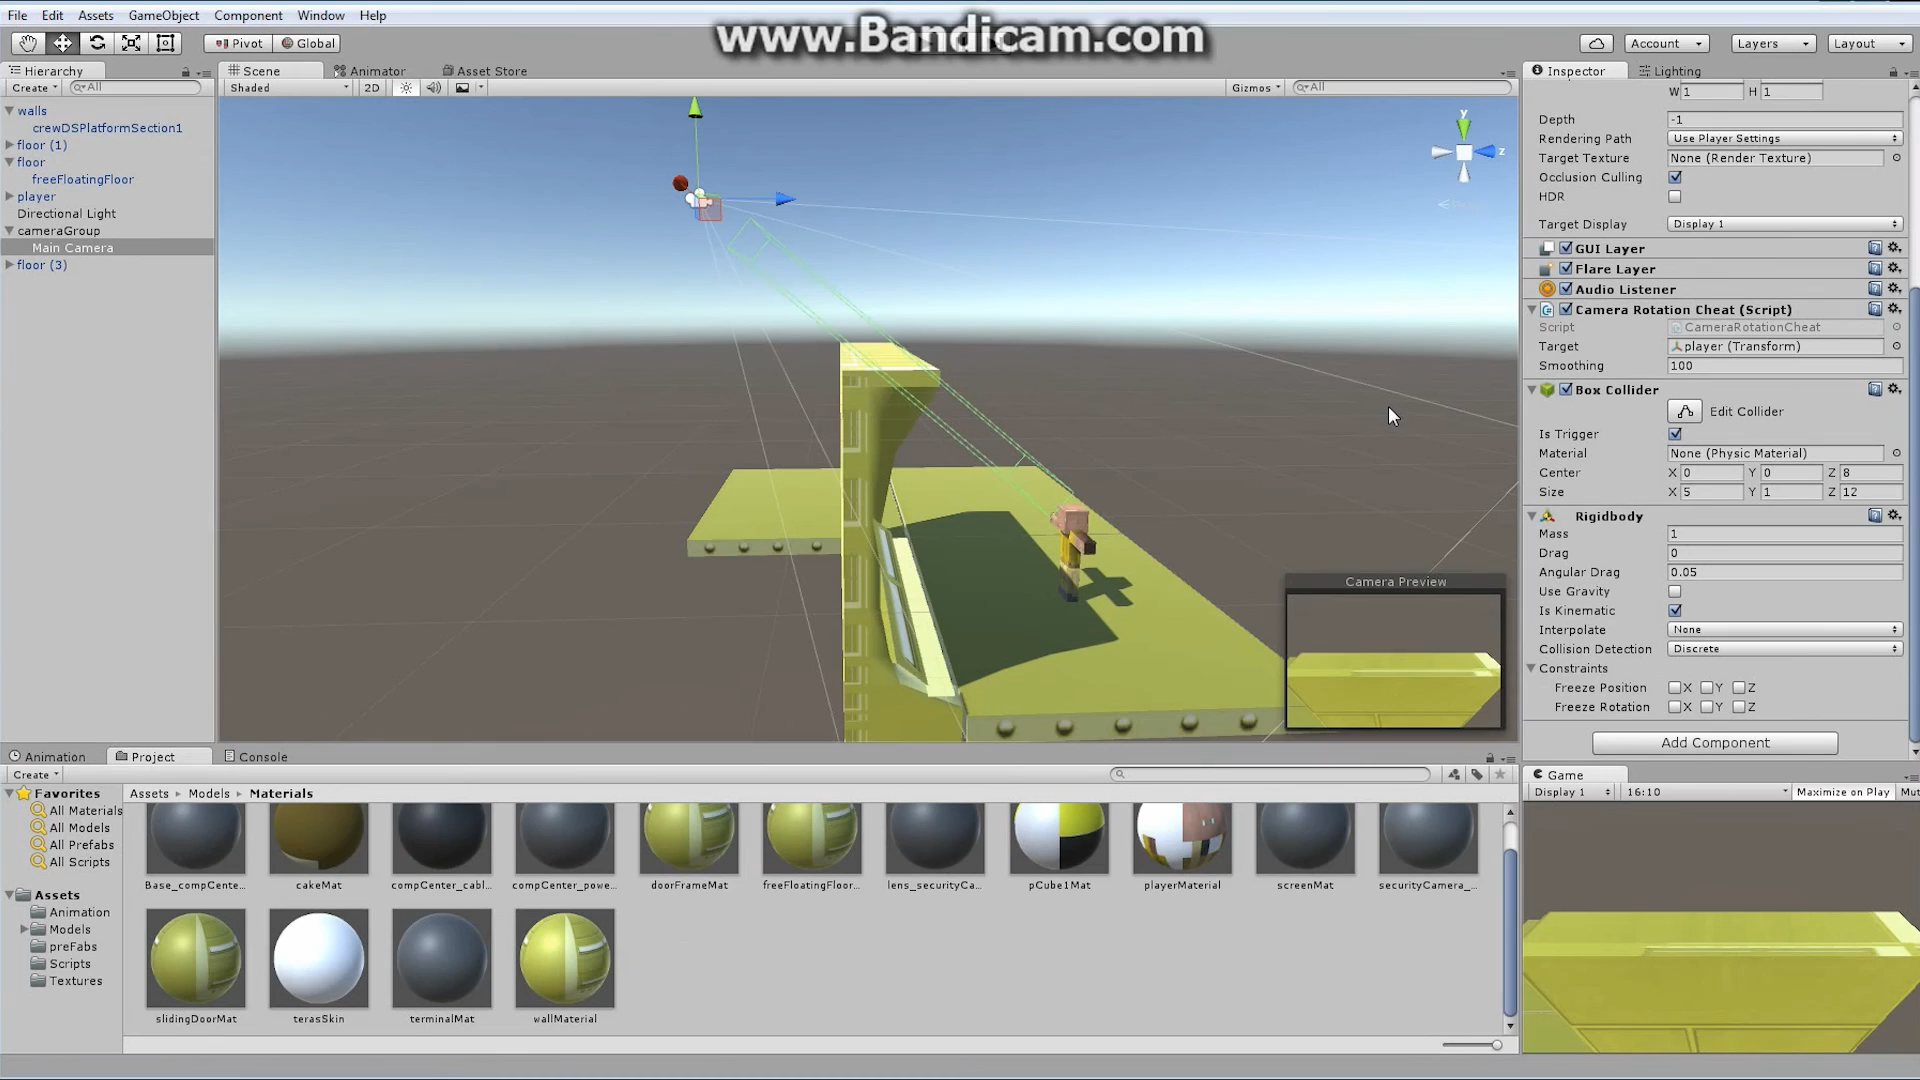 File Edit Assets GameObject Component Window Help
www.Bandicam.com
Pivot Global Account Layers Layout
Hierarchy
Create All
walls
crewDSPlatformSection1
floor (1)
floor
freeFloatingFloor
player
Directional Light
cameraGroup
Main Camera
floor (3)
Scene Animator Asset Store
Shaded 2D Gizmos All
y
z
Camera Preview
Inspector Lighting
W 1 H 1
Depth -1
Rendering Path Use Player Settings
Target Texture None (Render Texture)
Occlusion Culling
HDR
Target Display Display 1
GUI Layer
Flare Layer
Audio Listener
Camera Rotation Cheat (Script)
Script CameraRotationCheat
Target player (Transform)
Smoothing 100
Box Collider
Edit Collider
Is Trigger
Material None (Physic Material)
Center X 0 Y 0 Z 8
Size X 5 Y 1 Z 12
Rigidbody
Mass 1
Drag 0
Angular Drag 0.05
Use Gravity
Is Kinematic
Interpolate None
Collision Detection Discrete
Constraints
Freeze Position X Y Z
Freeze Rotation X Y Z
Add Component
Animation Project Console
Create
Favorites
All Materials
All Models
All Prefabs
All Scripts
Assets
Animation
Models
preFabs
Scripts
Textures
Assets Models Materials
Base_compCente... cakeMat compCenter_cabl... compCenter_powe... doorFrameMat freeFloatingFloor... lens_securityCa... pCube1Mat playerMaterial screenMat securityCamera_...
slidingDoorMat terasSkin terminalMat wallMaterial
Game
Display 1 16:10 Maximize on Play Mut